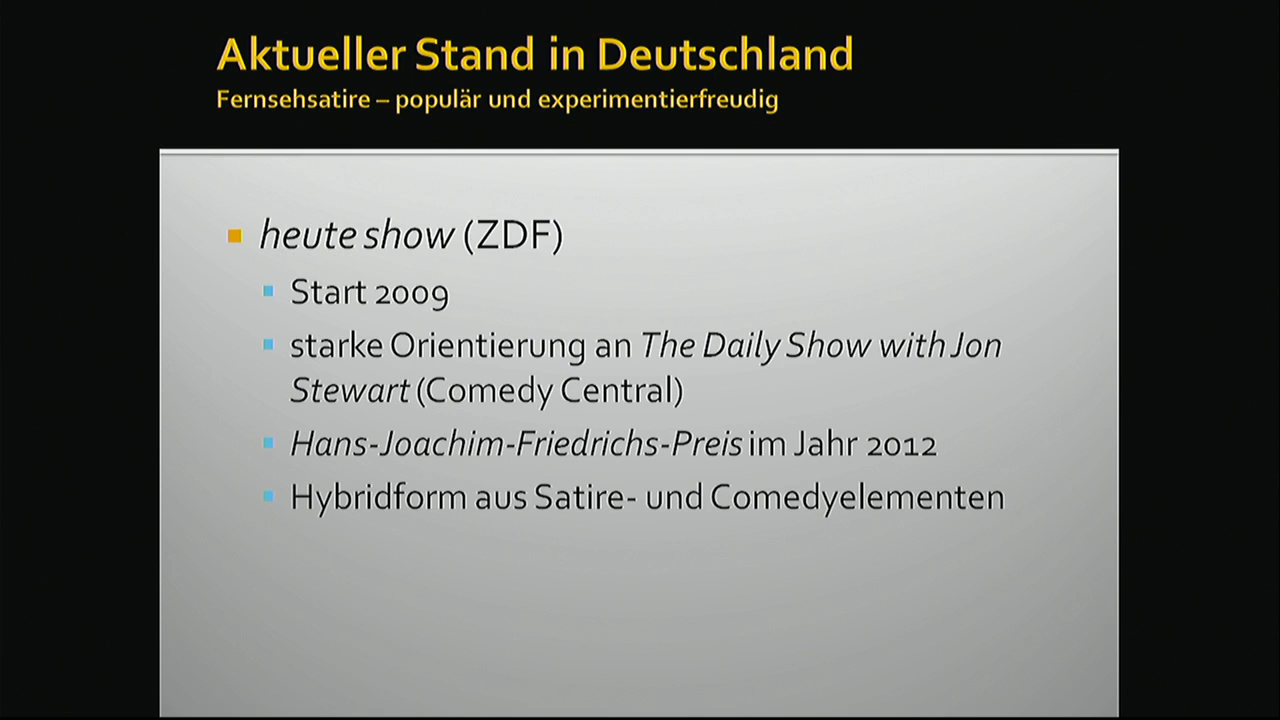 Aktueller Stand in Deutschland
Fernsehsatire – populär und experimentierfreudig
heute show (ZDF)
Start 2009
starke Orientierung an The Daily Show with Jon
Stewart (Comedy Central)
Hans-Joachim-Friedrichs-Preis im Jahr 2012
Hybridform aus Satire- und Comedyelementen